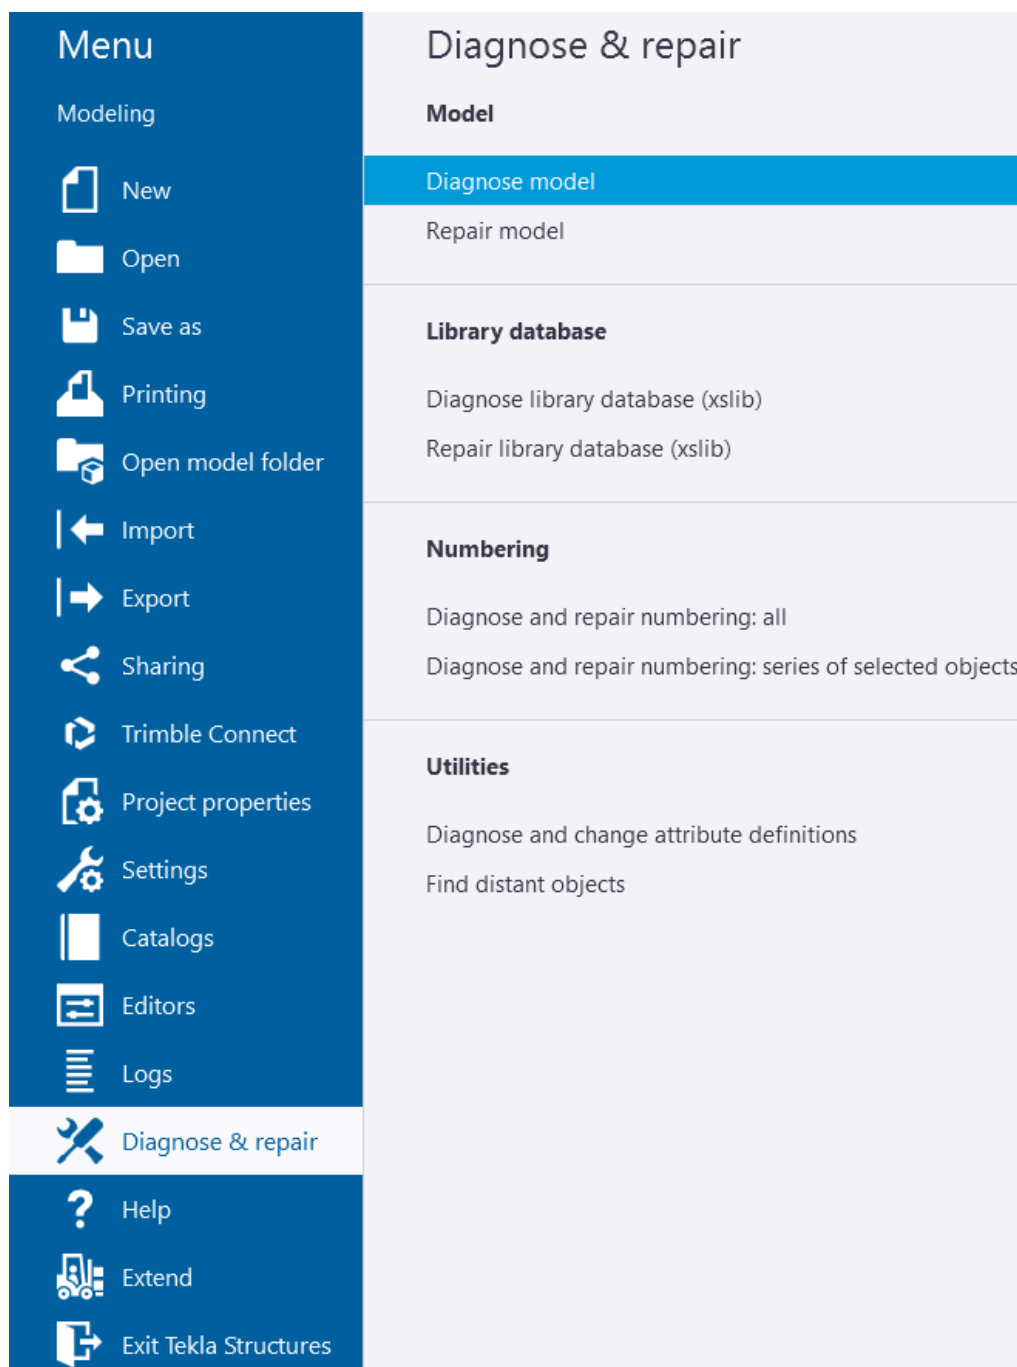 Menu
Modeling
New
Open
Save as
Printing
Open model folder
Import
Export
Sharing
Trimble Connect
Project properties
Settings
Catalogs
Editors
Logs
Diagnose & repair
Help
Extend
Exit Tekla Structures
Diagnose & repair
Model
Diagnose model
Repair model
Library database
Diagnose library database (xslib)
Repair library database (xslib)
Numbering
Diagnose and repair numbering: all
Diagnose and repair numbering: series of selected objects
Utilities
Diagnose and change attribute definitions
Find distant objects